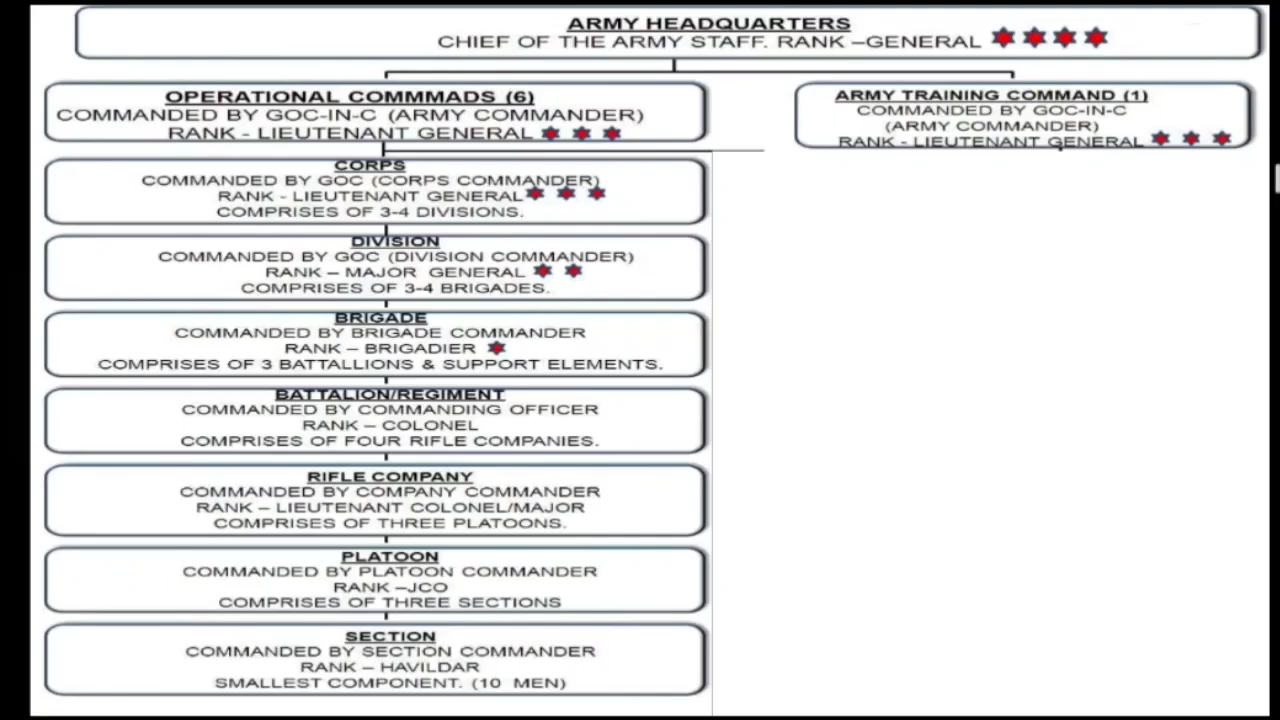 ARMY HEADQUARTERS
CHIEF OF THE ARMY STAFF. RANK –GENERAL
OPERATIONAL COMMMADS (6)
COMMANDED BY GOC-IN-C (ARMY COMMANDER)
RANK - LIEUTENANT GENERAL
ARMY TRAINING COMMAND (1)
COMMANDED BY GOC-IN-C
(ARMY COMMANDER)
RANK - LIEUTENANT GENERAL
CORPS
COMMANDED BY GOC (CORPS COMMANDER)
RANK - LIEUTENANT GENERAL
COMPRISES OF 3-4 DIVISIONS.
DIVISION
COMMANDED BY GOC (DIVISION COMMANDER)
RANK – MAJOR GENERAL
COMPRISES OF 3-4 BRIGADES.
BRIGADE
COMMANDED BY BRIGADE COMMANDER
RANK – BRIGADIER
COMPRISES OF 3 BATTALLIONS & SUPPORT ELEMENTS.
BATTALION/REGIMENT
COMMANDED BY COMMANDING OFFICER
RANK – COLONEL
COMPRISES OF FOUR RIFLE COMPANIES.
RIFLE COMPANY
COMMANDED BY COMPANY COMMANDER
RANK – LIEUTENANT COLONEL/MAJOR
COMPRISES OF THREE PLATOONS.
PLATOON
COMMANDED BY PLATOON COMMANDER
RANK –JCO
COMPRISES OF THREE SECTIONS
SECTION
COMMANDED BY SECTION COMMANDER
RANK – HAVILDAR
SMALLEST COMPONENT. (10 MEN)